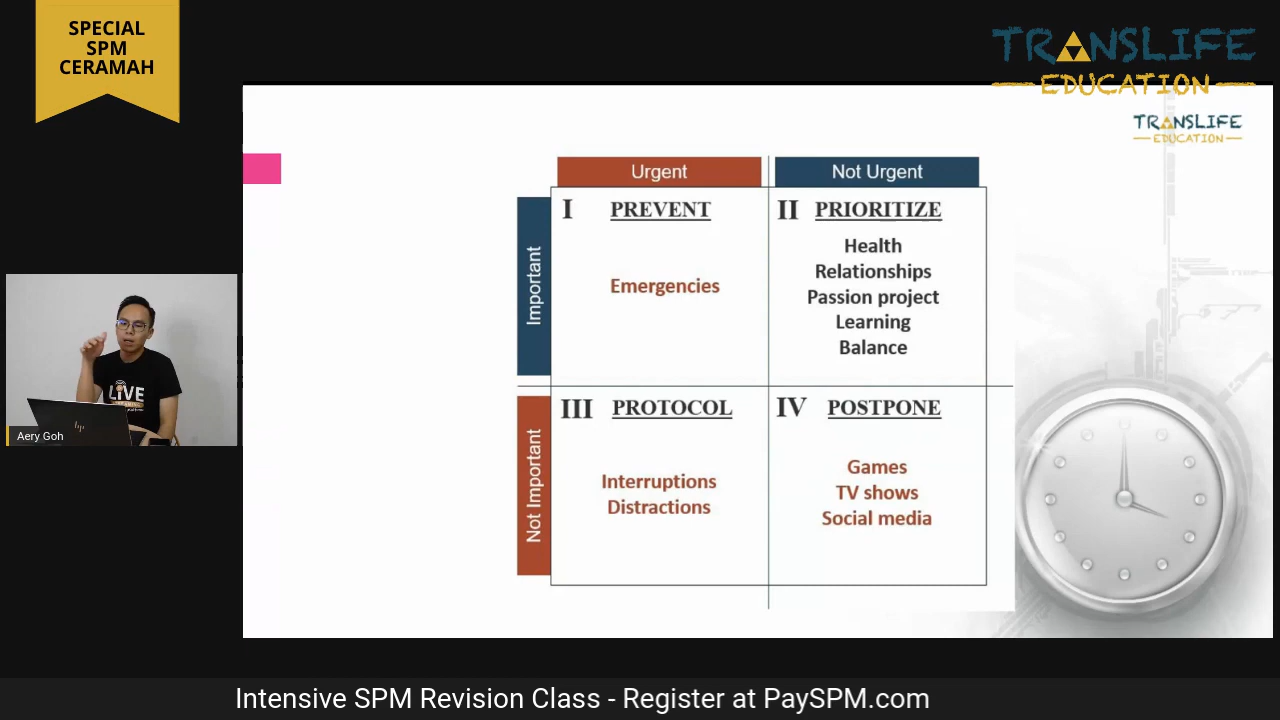 SPECIAL
SPM
CERAMAH
TRANSLIFE
EDUCATION
TRANSLIFE
EDUCATION
Urgent
Not Urgent
Important
I PREVENT
Emergencies
II PRIORITIZE
Health
Relationships
Passion project
Learning
Balance
Not Important
III PROTOCOL
Interruptions
Distractions
IV POSTPONE
Games
TV shows
Social media
LIVE
hp
Aery Goh
Intensive SPM Revision Class - Register at PaySPM.com